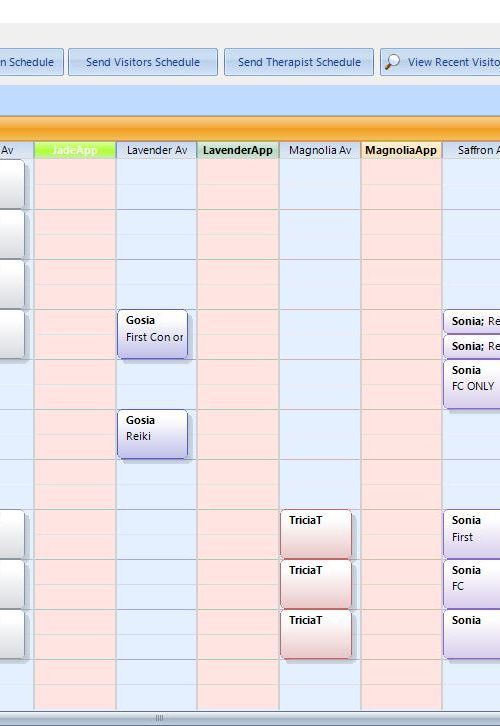 n Schedule
Send Visitors Schedule
Send Therapist Schedule
View Recent Visito
Av
JadeApp
Lavender Av
LavenderApp
Magnolia Av
MagnoliaApp
Saffron A
Gosia
First Con or
Sonia; Re
Sonia; Re
Sonia
FC ONLY
Gosia
Reiki
TriciaT
Sonia
First
TriciaT
Sonia
FC
TriciaT
Sonia